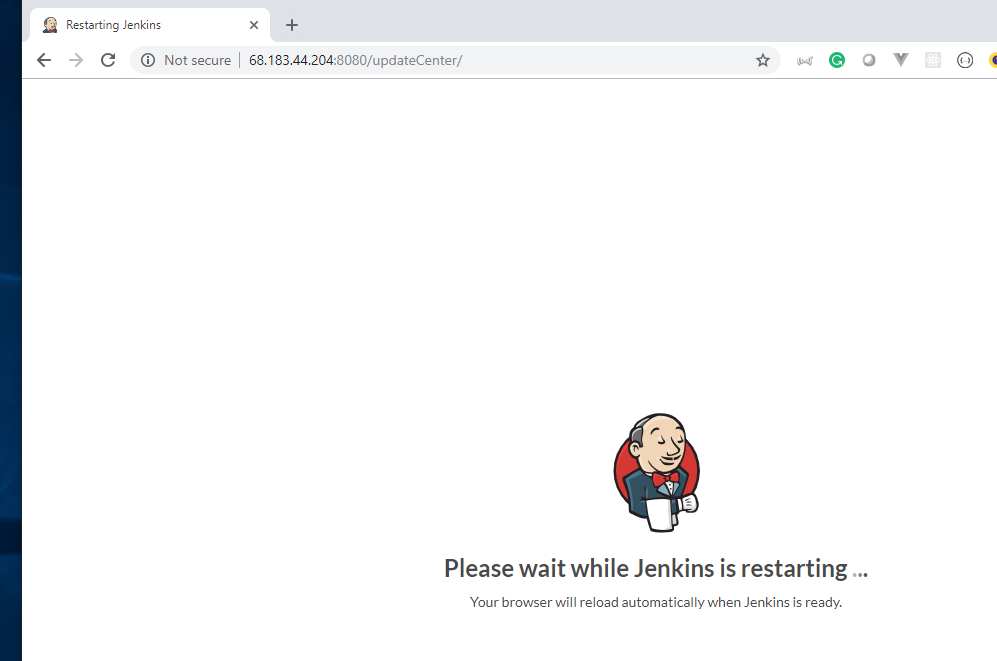 Restarting Jenkins
Not secure 68.183.44.204:8080/updateCenter/
Please wait while Jenkins is restarting ...
Your browser will reload automatically when Jenkins is ready.